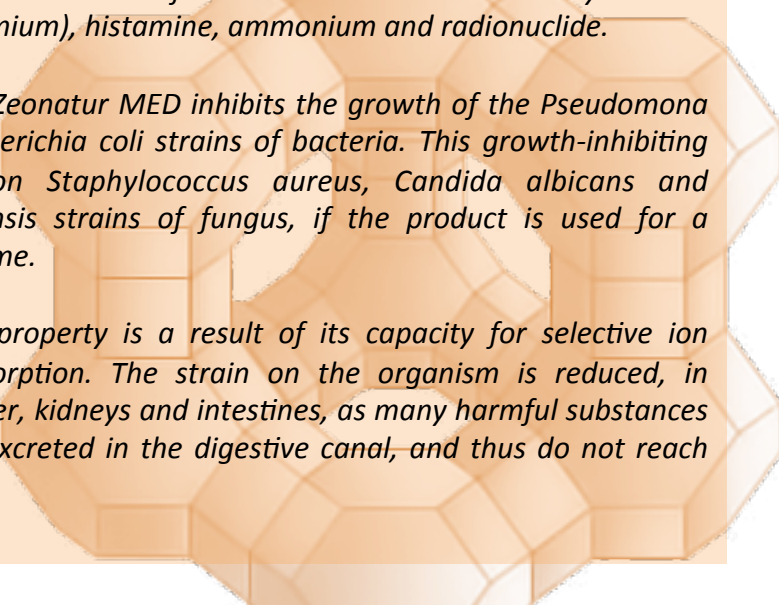 nium), histamine, ammonium and radionuclide.
Zeonatur MED inhibits the growth of the Pseudomona
erichia coli strains of bacteria. This growth-inhibiting
on Staphylococcus aureus, Candida albicans and
nsis strains of fungus, if the product is used for a
me.
property is a result of its capacity for selective ion
orption. The strain on the organism is reduced, in
er, kidneys and intestines, as many harmful substances
xcreted in the digestive canal, and thus do not reach